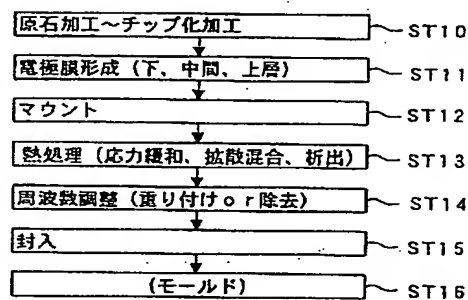 原石加工～チップ化加工 ST10
電極膜形成（下、中間、上層） ST11
マウント ST12
熱処理（応力緩和、拡散混合、析出） ST13
周波数調整（重り付けor除去） ST14
封入 ST15
（モールド） ST16